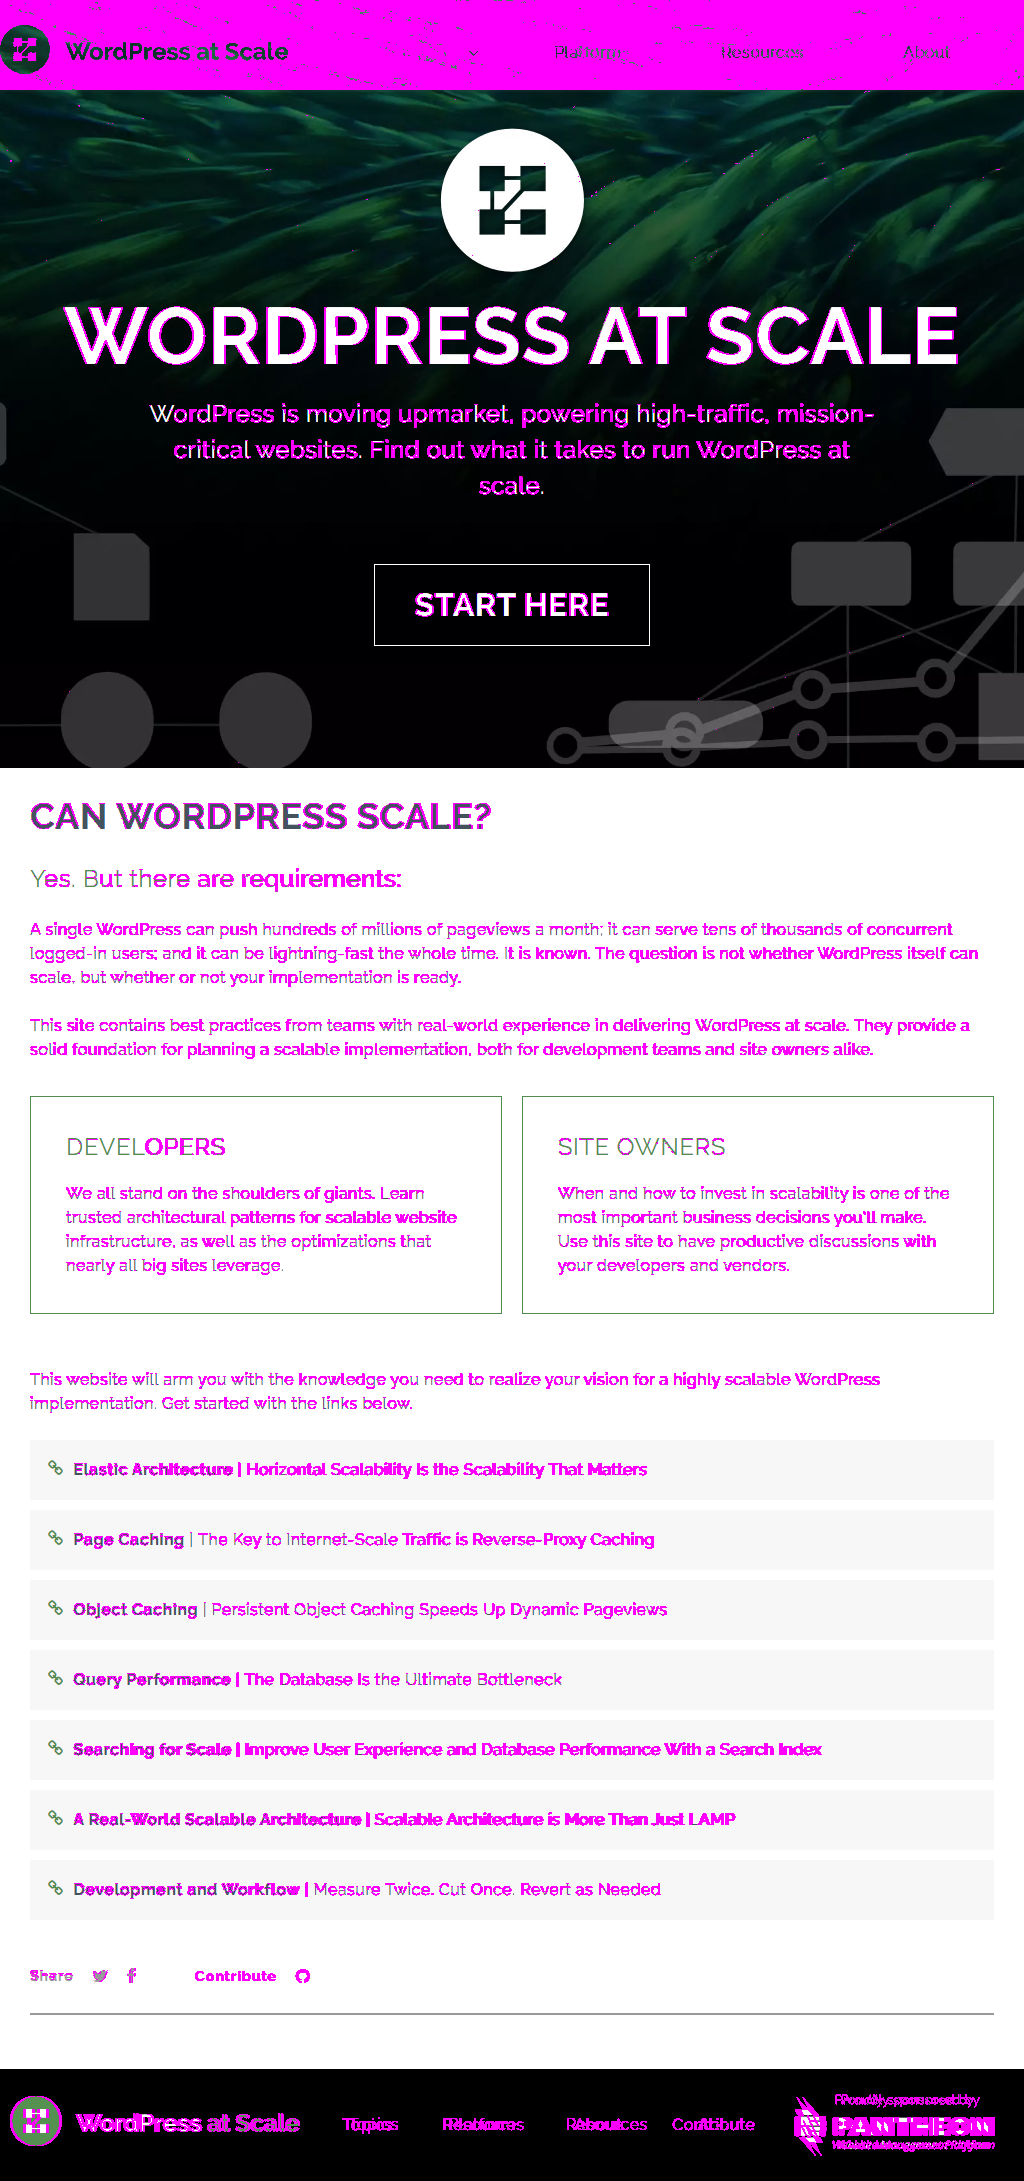 WordPress at Scale
Platform
Resources
About
WORDPRESS AT SCALE
WordPress is moving upmarket, powering high-traffic, mission-
critical websites. Find out what it takes to run WordPress at
scale.
START HERE
CAN WORDPRESS SCALE?
Yes. But there are requirements:
A single WordPress can push hundreds of millions of pageviews a month; it can serve tens of thousands of concurrent
logged-in users; and it can be lightning-fast the whole time. It is known. The question is not whether WordPress itself can
scale, but whether or not your implementation is ready.
This site contains best practices from teams with real-world experience in delivering WordPress at scale. They provide a
solid foundation for planning a scalable implementation, both for development teams and site owners alike.
DEVELOPERS
We all stand on the shoulders of giants. Learn
trusted architectural patterns for scalable website
infrastructure, as well as the optimizations that
nearly all big sites leverage.
SITE OWNERS
When and how to invest in scalability is one of the
most important business decisions you'll make.
Use this site to have productive discussions with
your developers and vendors.
This website will arm you with the knowledge you need to realize your vision for a highly scalable WordPress
implementation. Get started with the links below.
Elastic Architecture | Horizontal Scalability Is the Scalability That Matters
Page Caching | The Key to Internet-Scale Traffic is Reverse-Proxy Caching
Object Caching | Persistent Object Caching Speeds Up Dynamic Pageviews
Query Performance | The Database Is the Ultimate Bottleneck
Searching for Scale | Improve User Experience and Database Performance With a Search Index
A Real-World Scalable Architecture | Scalable Architecture is More Than Just LAMP
Development and Workflow | Measure Twice. Cut Once. Revert as Needed
Share
Contribute
WordPress at Scale
Topics
Resources
Contribute
Proudly sponsored by
PANTHEON